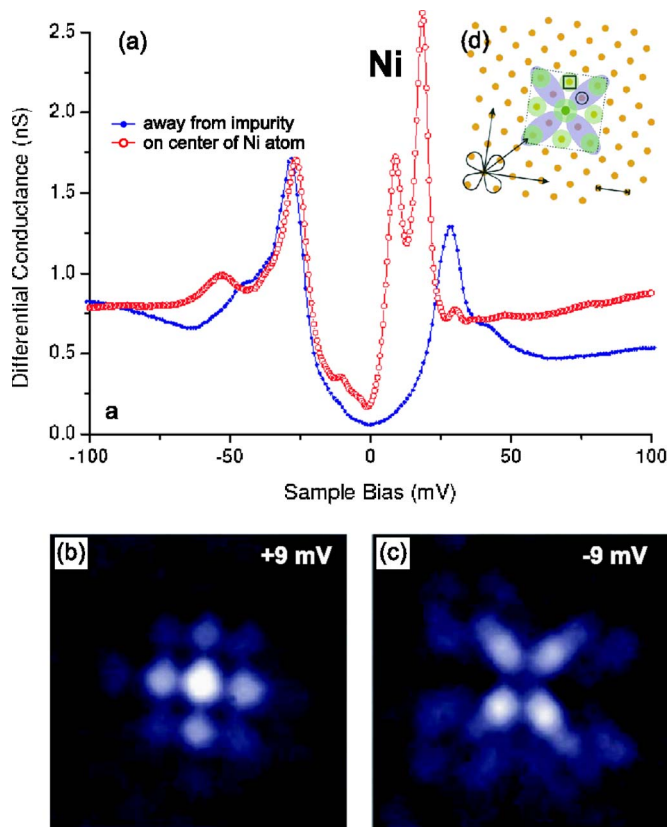 (a)
Ni
(d)
away from impurity
on center of Ni atom
Differential Conductance (nS)
2.5
2.0
1.5
1.0
0.5
0.0
a
-100
-50
0
50
100
Sample Bias (mV)
(b)
+9 mV
(c)
-9 mV